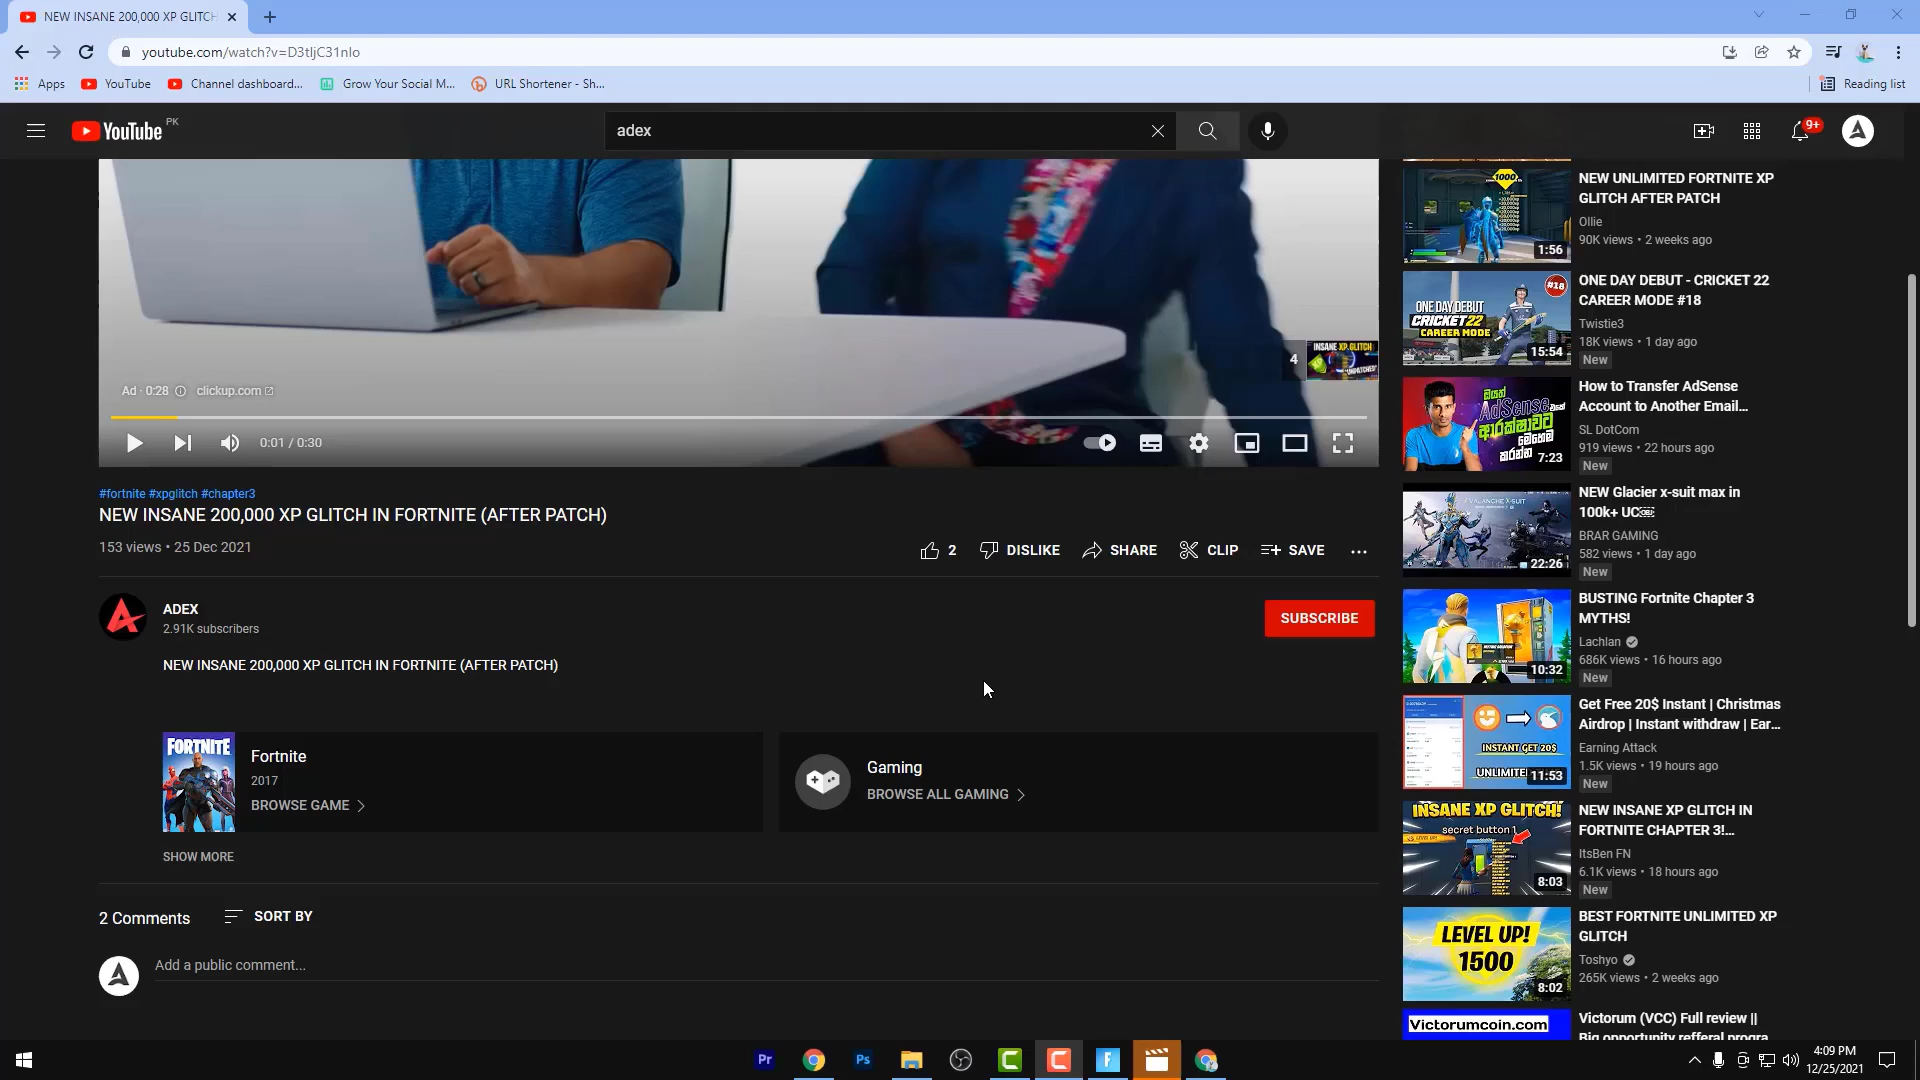 NEW INSANE 200,000 XP GLITCH
youtube.com/watch?v=D3tIjC31nIo
Apps
YouTube
Channel dashboard...
Grow Your Social M...
URL Shortener - Sh...
Reading list
YouTube PK
adex
9+
4
INSANE XP GLITCH
Ad · 0:28
clickup.com
0:01 / 0:30
#fortnite #xpglitch #chapter3
NEW INSANE 200,000 XP GLITCH IN FORTNITE (AFTER PATCH)
153 views • 25 Dec 2021
2
DISLIKE
SHARE
CLIP
SAVE
ADEX
2.91K subscribers
SUBSCRIBE
NEW INSANE 200,000 XP GLITCH IN FORTNITE (AFTER PATCH)
FORTNITE
Fortnite
2017
BROWSE GAME
Gaming
BROWSE ALL GAMING
SHOW MORE
2 Comments
SORT BY
Add a public comment...
1000
1:56
NEW UNLIMITED FORTNITE XP
GLITCH AFTER PATCH
Ollie
90K views • 2 weeks ago
#18
ONE DAY DEBUT
CRICKET 22
CAREER MODE
15:54
ONE DAY DEBUT - CRICKET 22
CAREER MODE #18
Twistie3
18K views • 1 day ago
New
AdSense
7:23
How to Transfer AdSense
Account to Another Email...
SL DotCom
919 views • 22 hours ago
New
22:26
NEW Glacier x-suit max in
100k+ UC
BRAR GAMING
582 views • 1 day ago
New
10:32
BUSTING Fortnite Chapter 3
MYTHS!
Lachlan
686K views • 16 hours ago
New
INSTANT GET 20$
11:53
Get Free 20$ Instant | Christmas
Airdrop | Instant withdraw | Ear...
Earning Attack
1.5K views • 19 hours ago
New
INSANE XP GLITCH!
secret button 1
8:03
NEW INSANE XP GLITCH IN
FORTNITE CHAPTER 3!...
ItsBen FN
6.1K views • 18 hours ago
New
LEVEL UP!
1500
8:02
BEST FORTNITE UNLIMITED XP
GLITCH
Toshyo
265K views • 2 weeks ago
Victorumcoin.com
Victorum (VCC) Full review ||
Big opportunity refferal progra
Pr
Ps
4:09 PM
12/25/2021